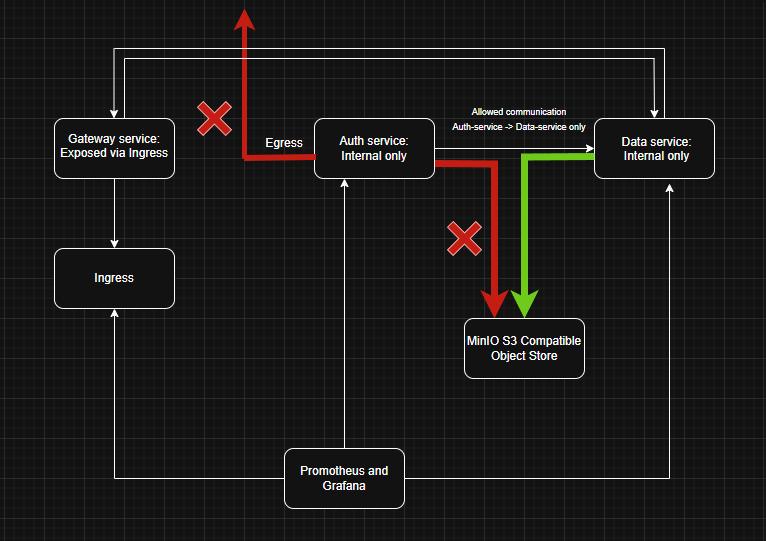 Allowed communication
Auth-service -> Data-service only
Gateway service:
Exposed via Ingress
Egress
Auth service:
Internal only
Data service:
Internal only
Ingress
MinIO S3 Compatible
Object Store
Promotheus and
Grafana